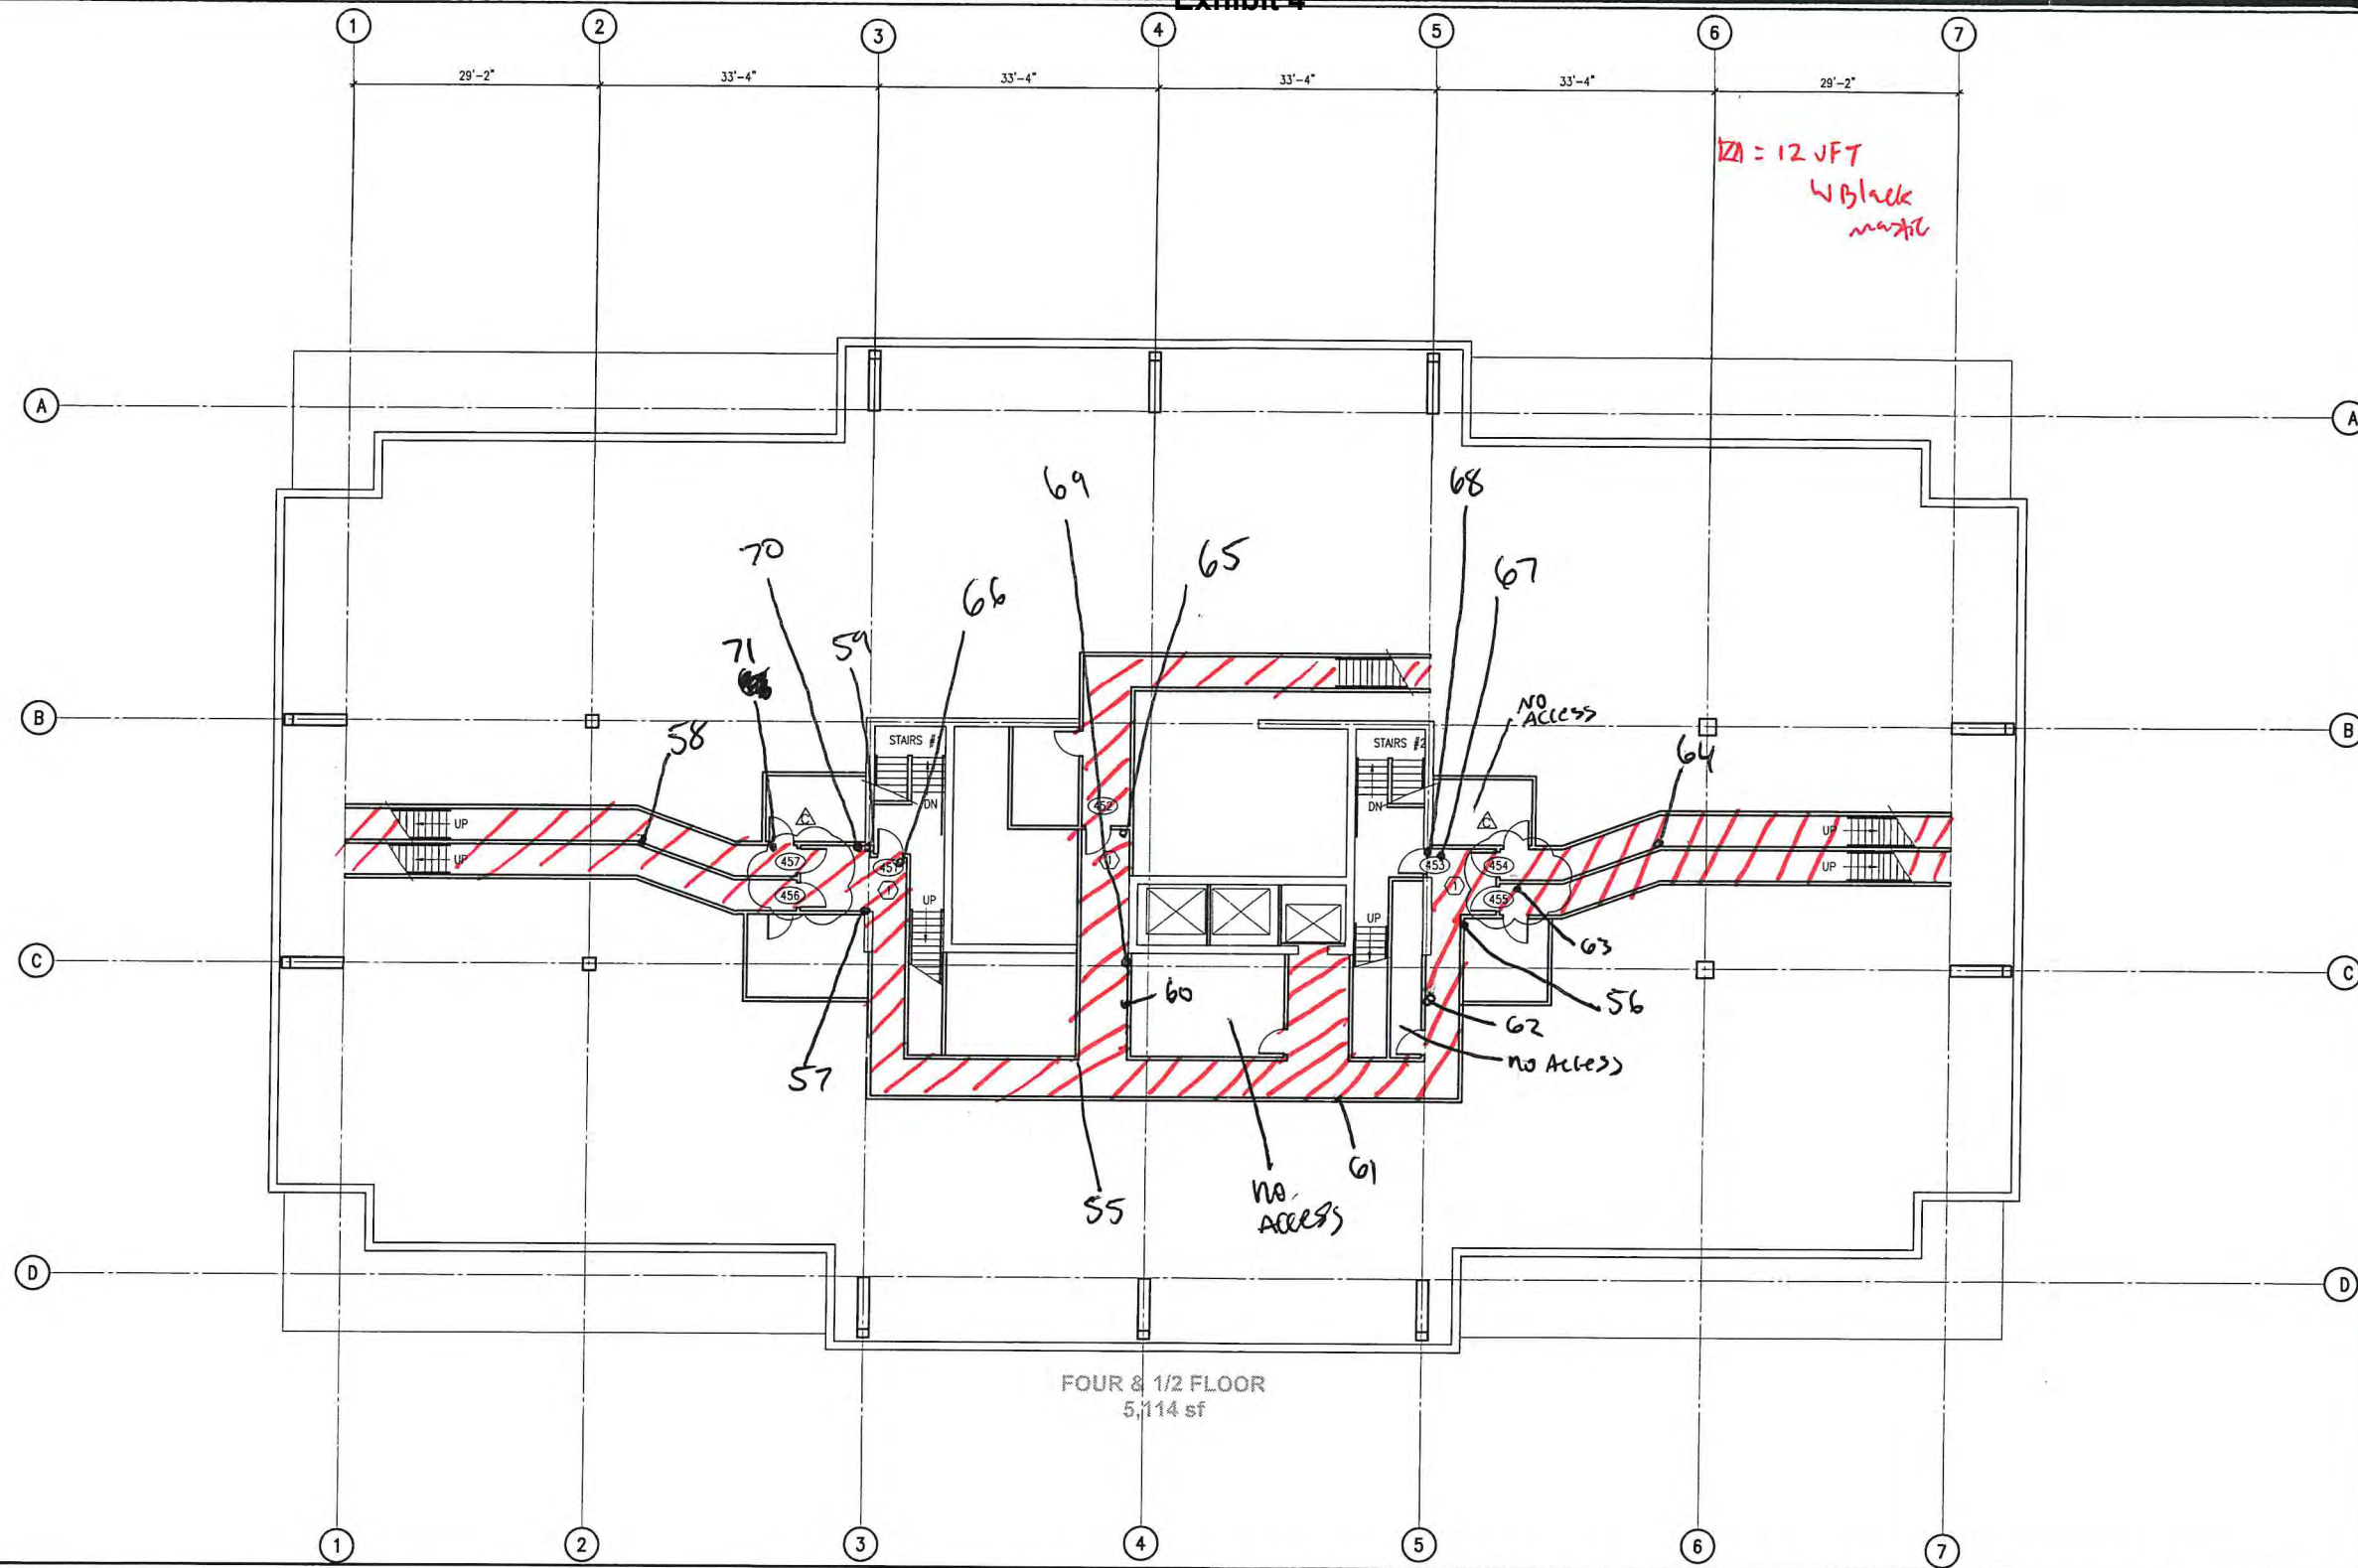 Exhibit 4
1 2 3 4 5 6 7
29'-2" 33'-4" 33'-4" 33'-4" 33'-4" 29'-2"
= 12 VFT
W Black
mastic
A A
69 68
70 65 67
66
71 59
NO
ACCESS
B B
58 STAIRS # STAIRS #2 64
DN DN
452
C C
UP UP
457 451 1 453 454
UP UP
456 1 1 455
UP UP
63
C C
60 56
62
57 no Access
61
55 no
ACCESS
D D
FOUR & 1/2 FLOOR
5,114 sf
1 2 3 4 5 6 7